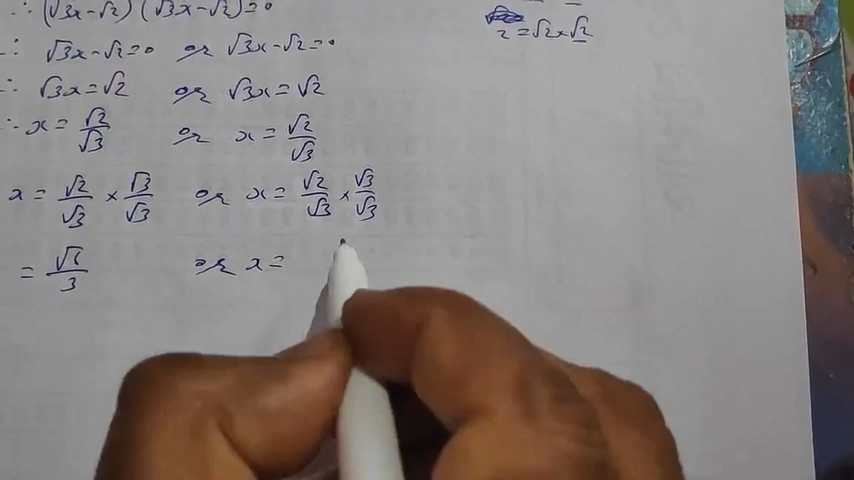 ∴ (√3x-√2) (√3x-√2)=0
∴ √3x-√2=0 or √3x-√2=0
∴ √3x=√2 or √3x=√2
∴ x=√2/√3 or x=√2/√3
x=√2/√3 × √3/√3 or x=√2/√3 × √3/√3
=√6/3 or x=
2=√2×√2